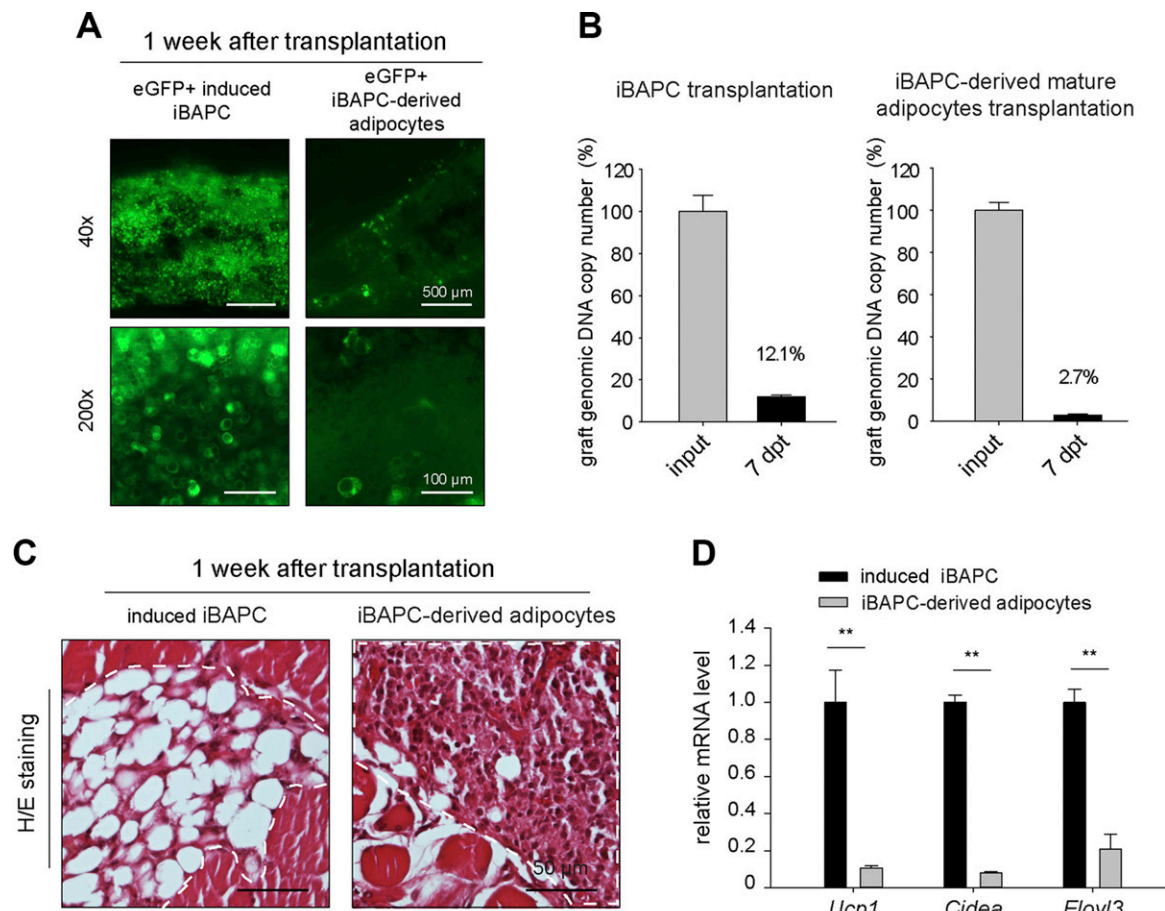 A
1 week after transplantation
eGFP+ induced
iBAPC
eGFP+
iBAPC-derived
adipocytes
40x
500 µm
200x
100 µm
B
iBAPC transplantation
graft genomic DNA copy number (%)
120
100
80
60
40
20
0
12.1%
input
7 dpt
iBAPC-derived mature
adipocytes transplantation
graft genomic DNA copy number (%)
120
100
80
60
40
20
0
2.7%
input
7 dpt
C
1 week after transplantation
induced iBAPC
iBAPC-derived adipocytes
H/E staining
50 µm
D
induced iBAPC
iBAPC-derived adipocytes
relative mRNA level
1.4
1.2
1.0
0.8
0.6
0.4
0.2
0
**
**
**
Ucp1
Cidea
Elovl3